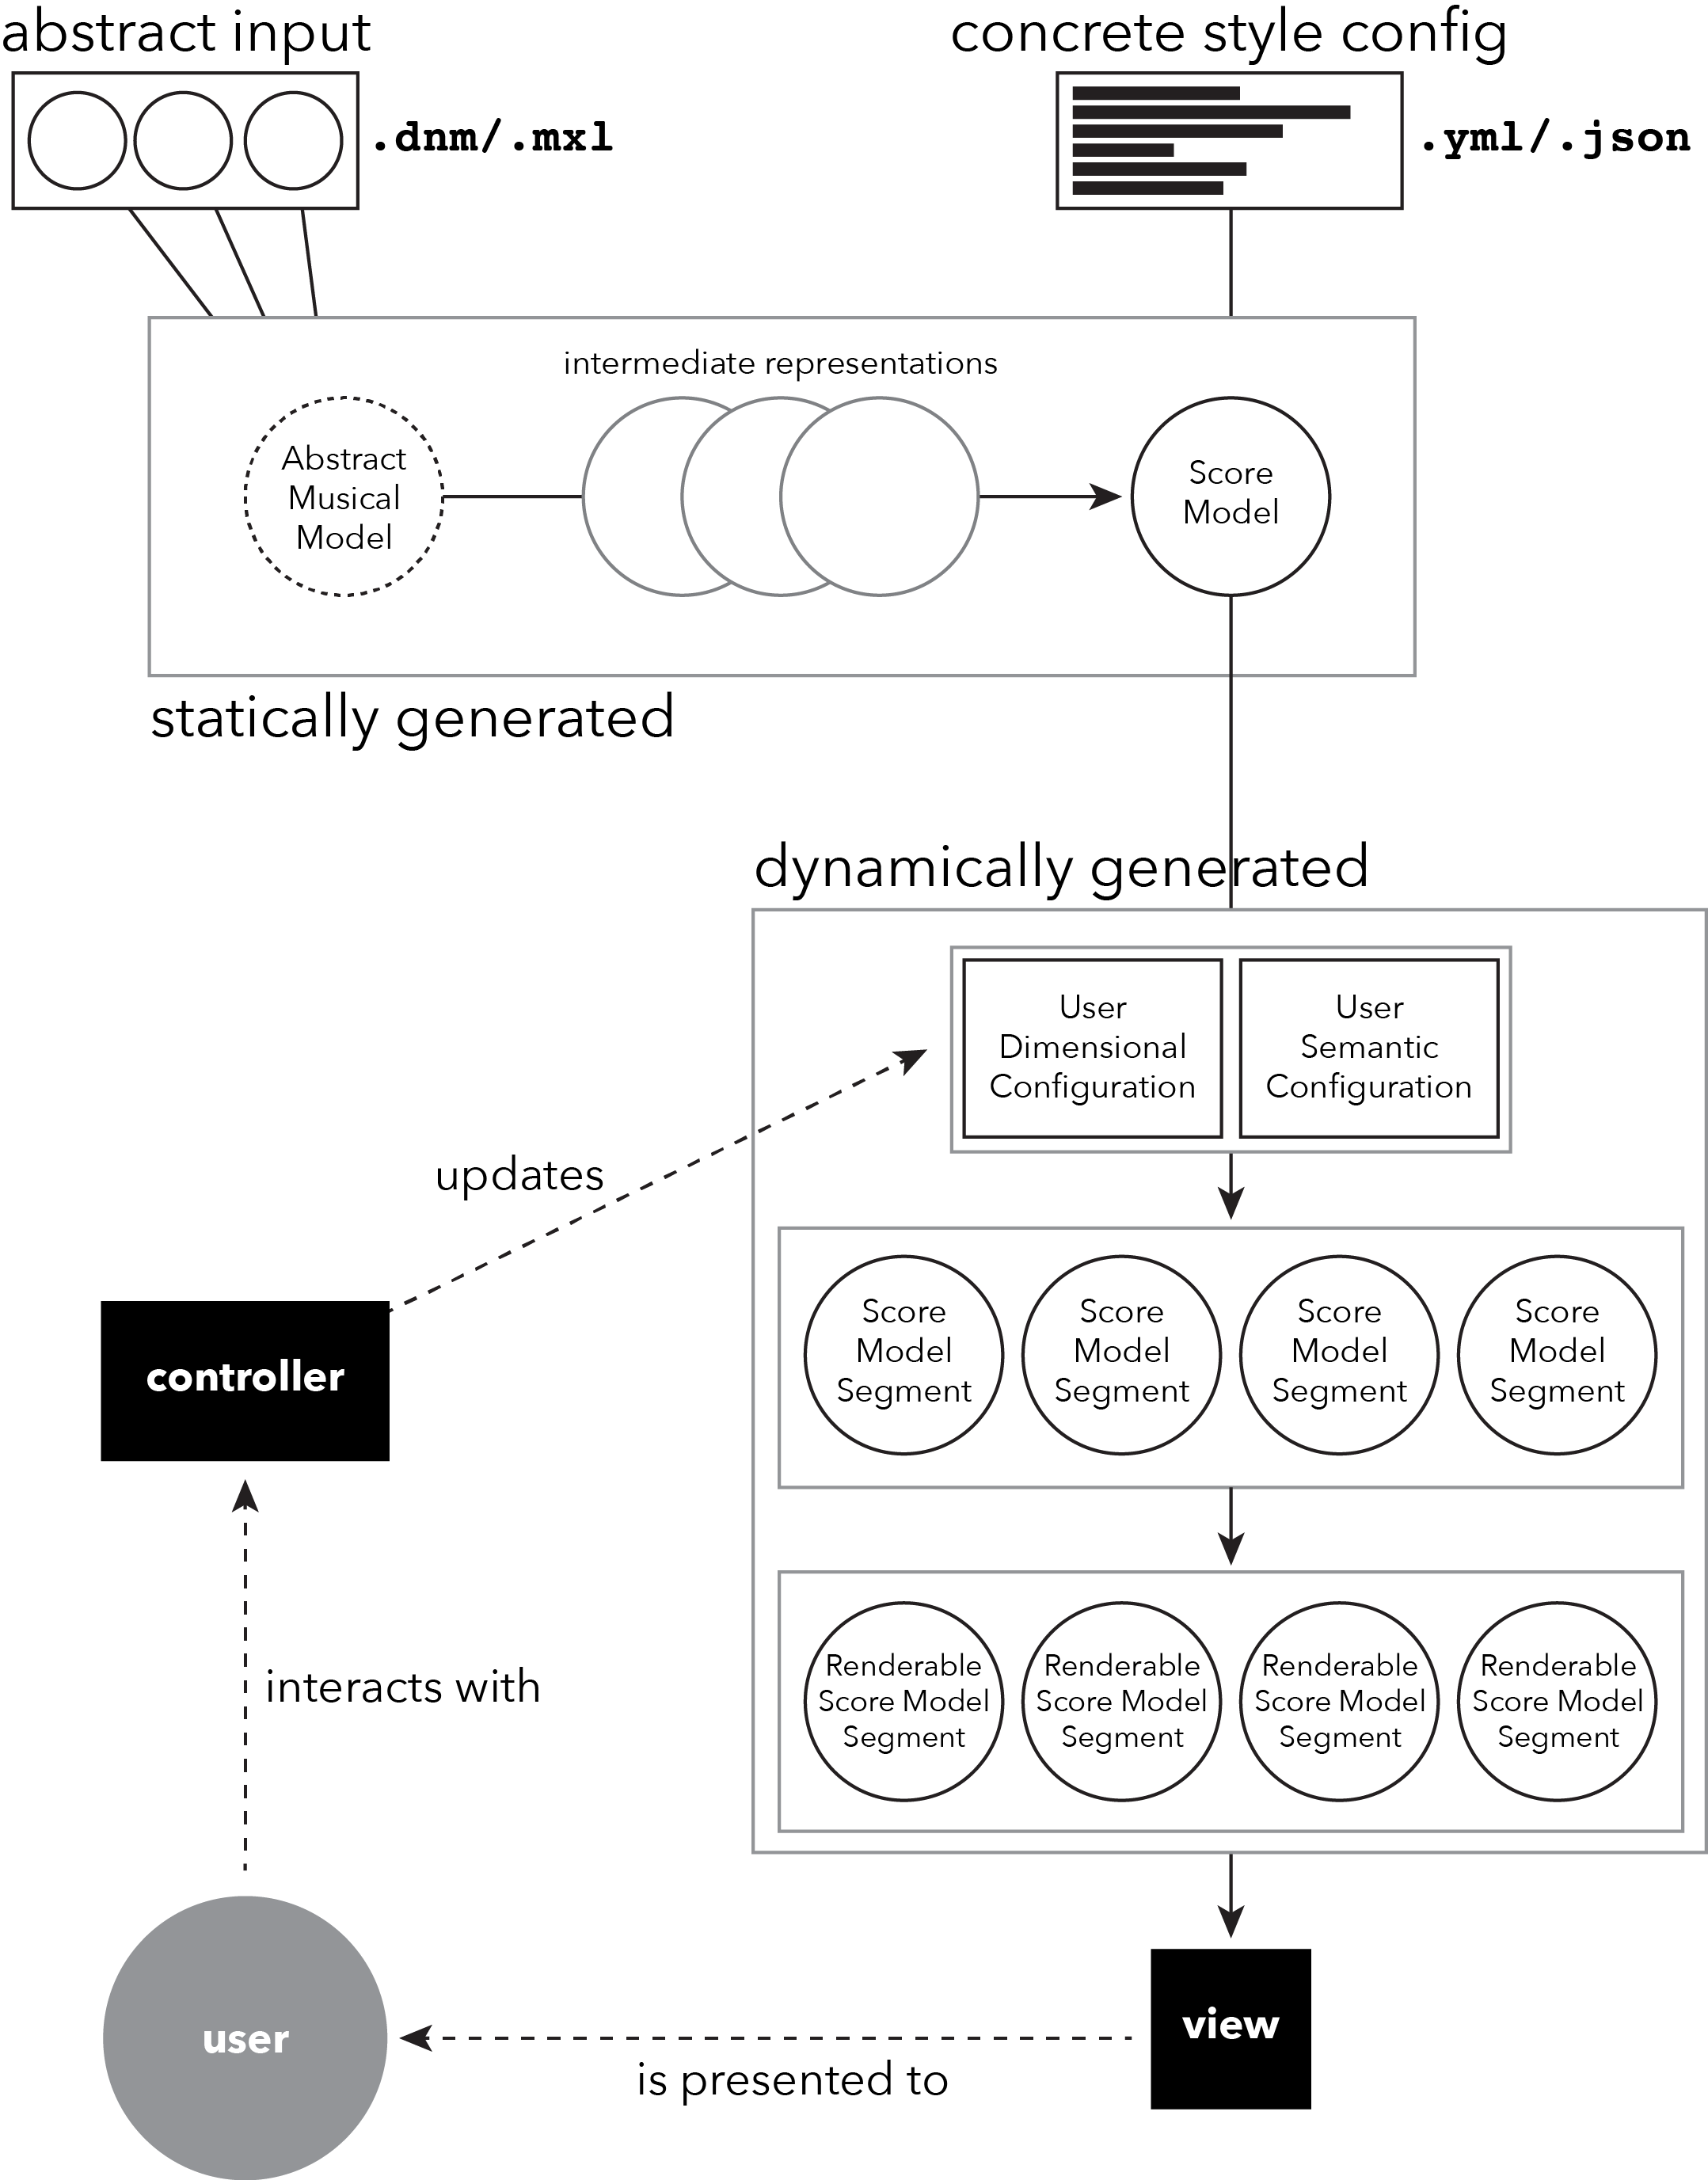 abstract input
concrete style config
.dnm/.mxl
.yml/.json
intermediate representations
Abstract
Musical
Model
Score
Model
statically generated
dynamically generated
User
Dimensional
Configuration
User
Semantic
Configuration
updates
Score
Model
Segment
Score
Model
Segment
Score
Model
Segment
Score
Model
Segment
controller
Renderable
Score Model
Segment
Renderable
Score Model
Segment
Renderable
Score Model
Segment
Renderable
Score Model
Segment
interacts with
view
user
is presented to